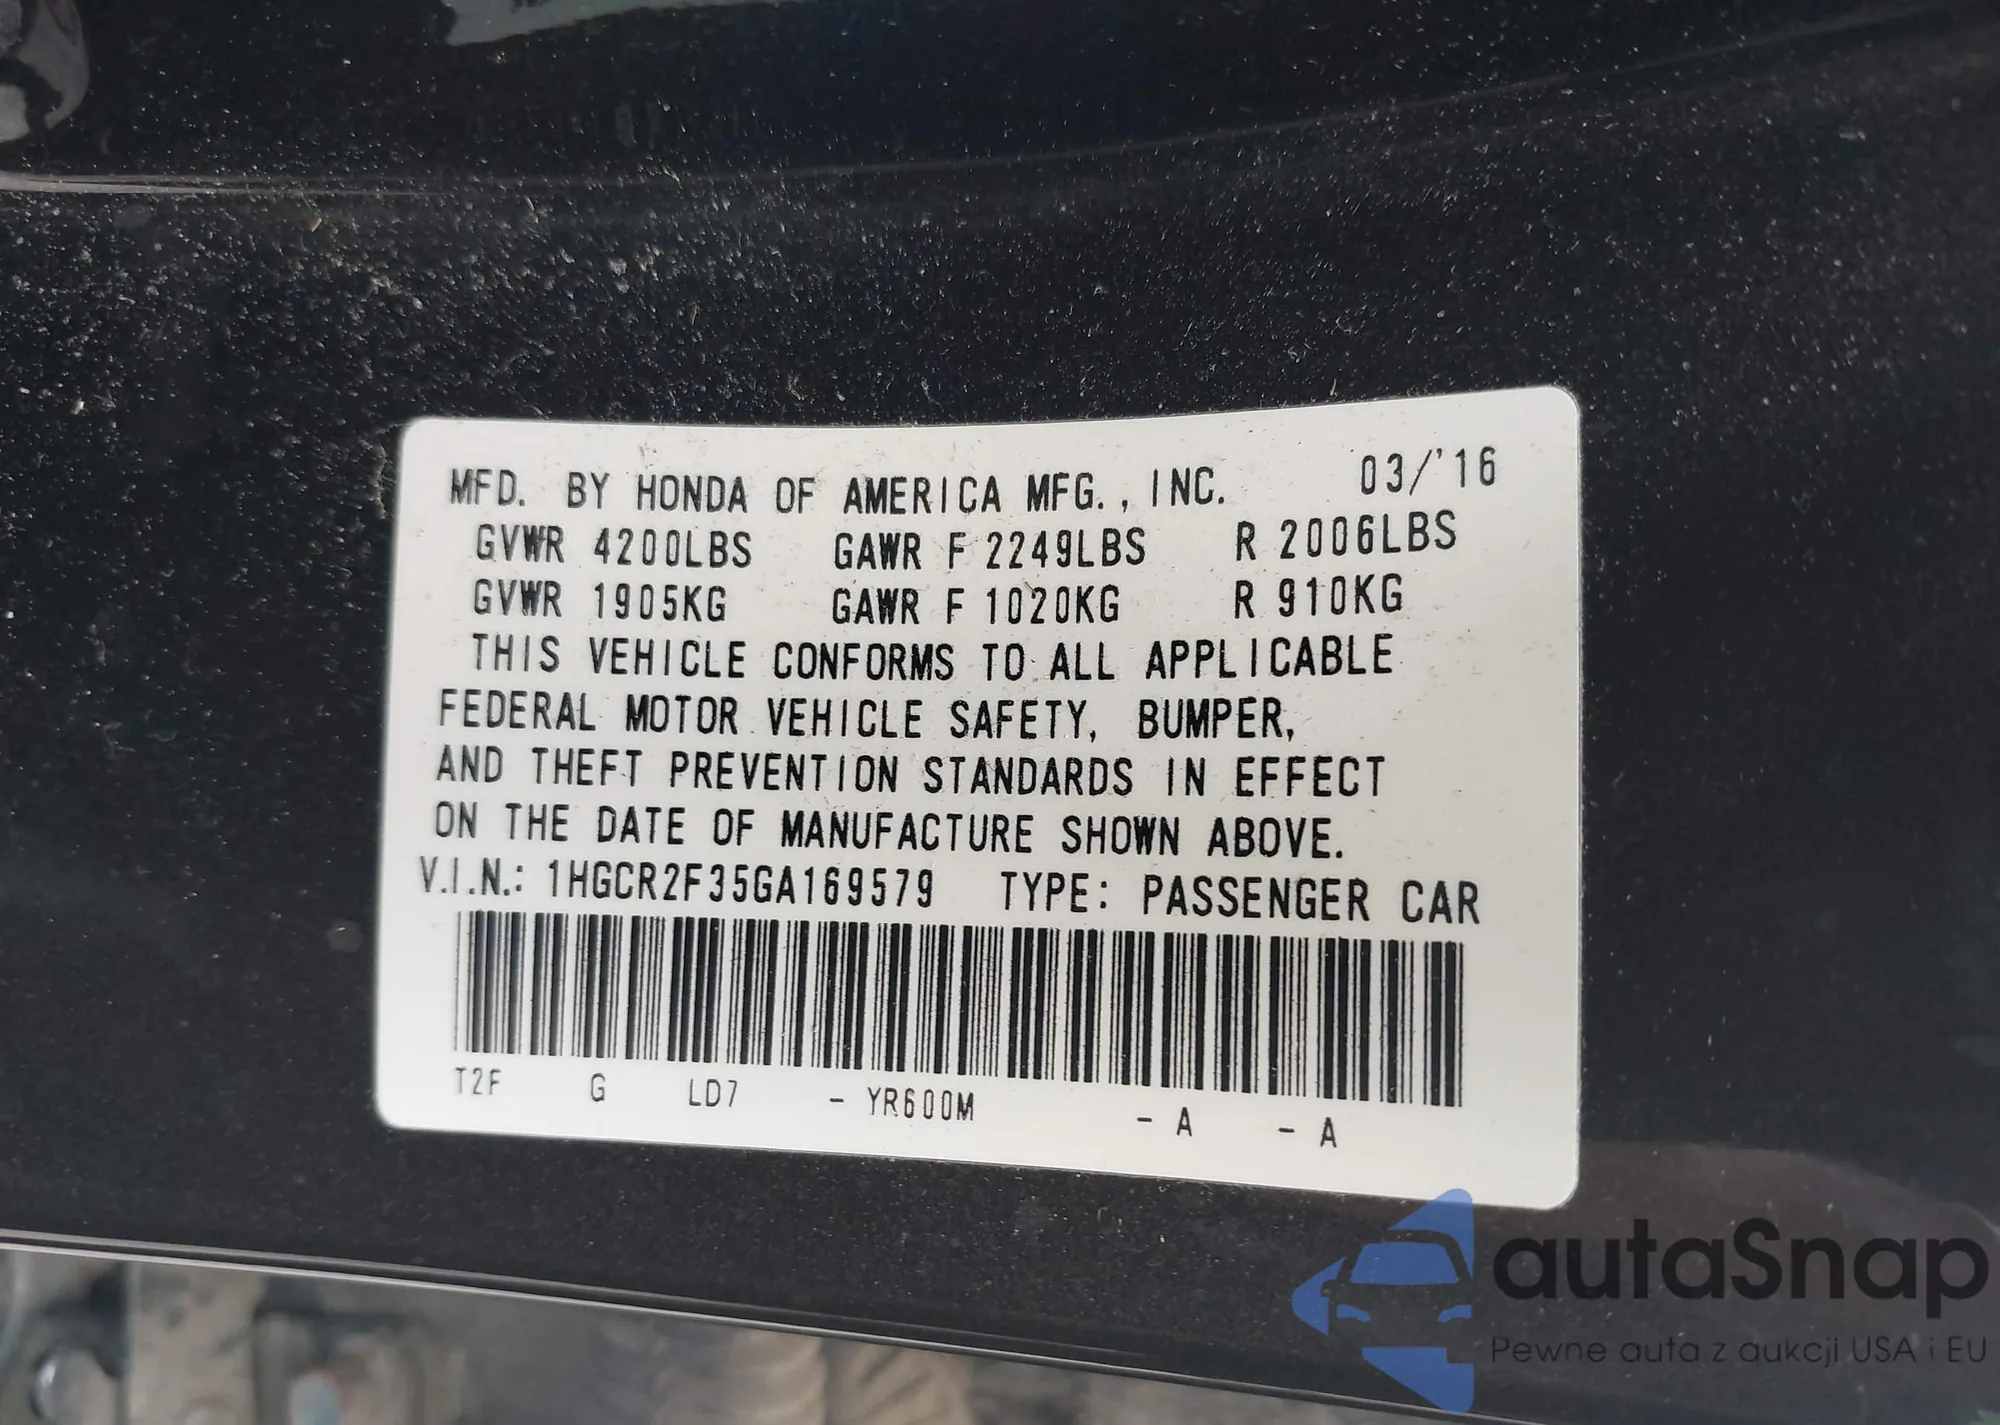 MFD. BY HONDA OF AMERICA MFG., INC. 03/'16
GVWR 4200LBS GAWR F 2249LBS R 2006LBS
GVWR 1905KG GAWR F 1020KG R 910KG
THIS VEHICLE CONFORMS TO ALL APPLICABLE
FEDERAL MOTOR VEHICLE SAFETY, BUMPER,
AND THEFT PREVENTION STANDARDS IN EFFECT
ON THE DATE OF MANUFACTURE SHOWN ABOVE.
V.I.N.: 1HGCR2F35GA169579 TYPE: PASSENGER CAR
T2F G LD7 - YR600M - A - A
autaSnap
Pewne auta z aukcji USA i EU